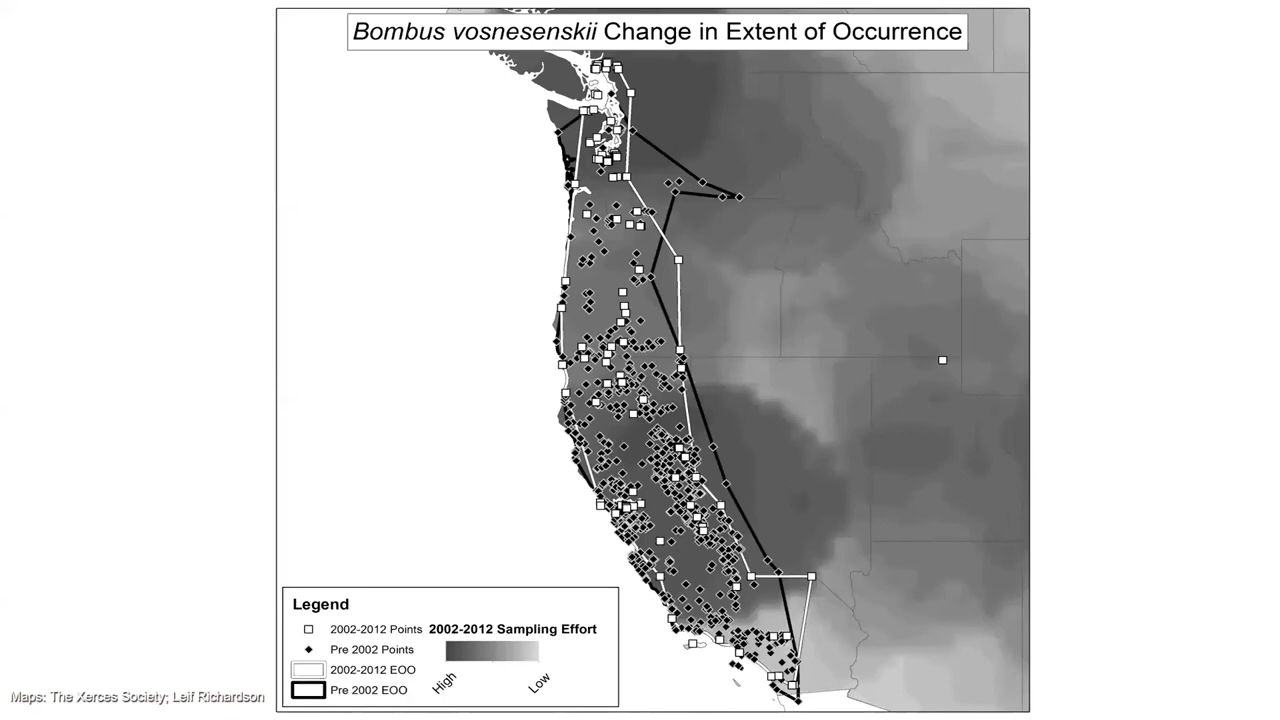 Bombus vosnesenskii Change in Extent of Occurrence
Legend
2002-2012 Points
Pre 2002 Points
2002-2012 EOO
Pre 2002 EOO
2002-2012 Sampling Effort
High
Low
Maps: The Xerces Society; Leif Richardson